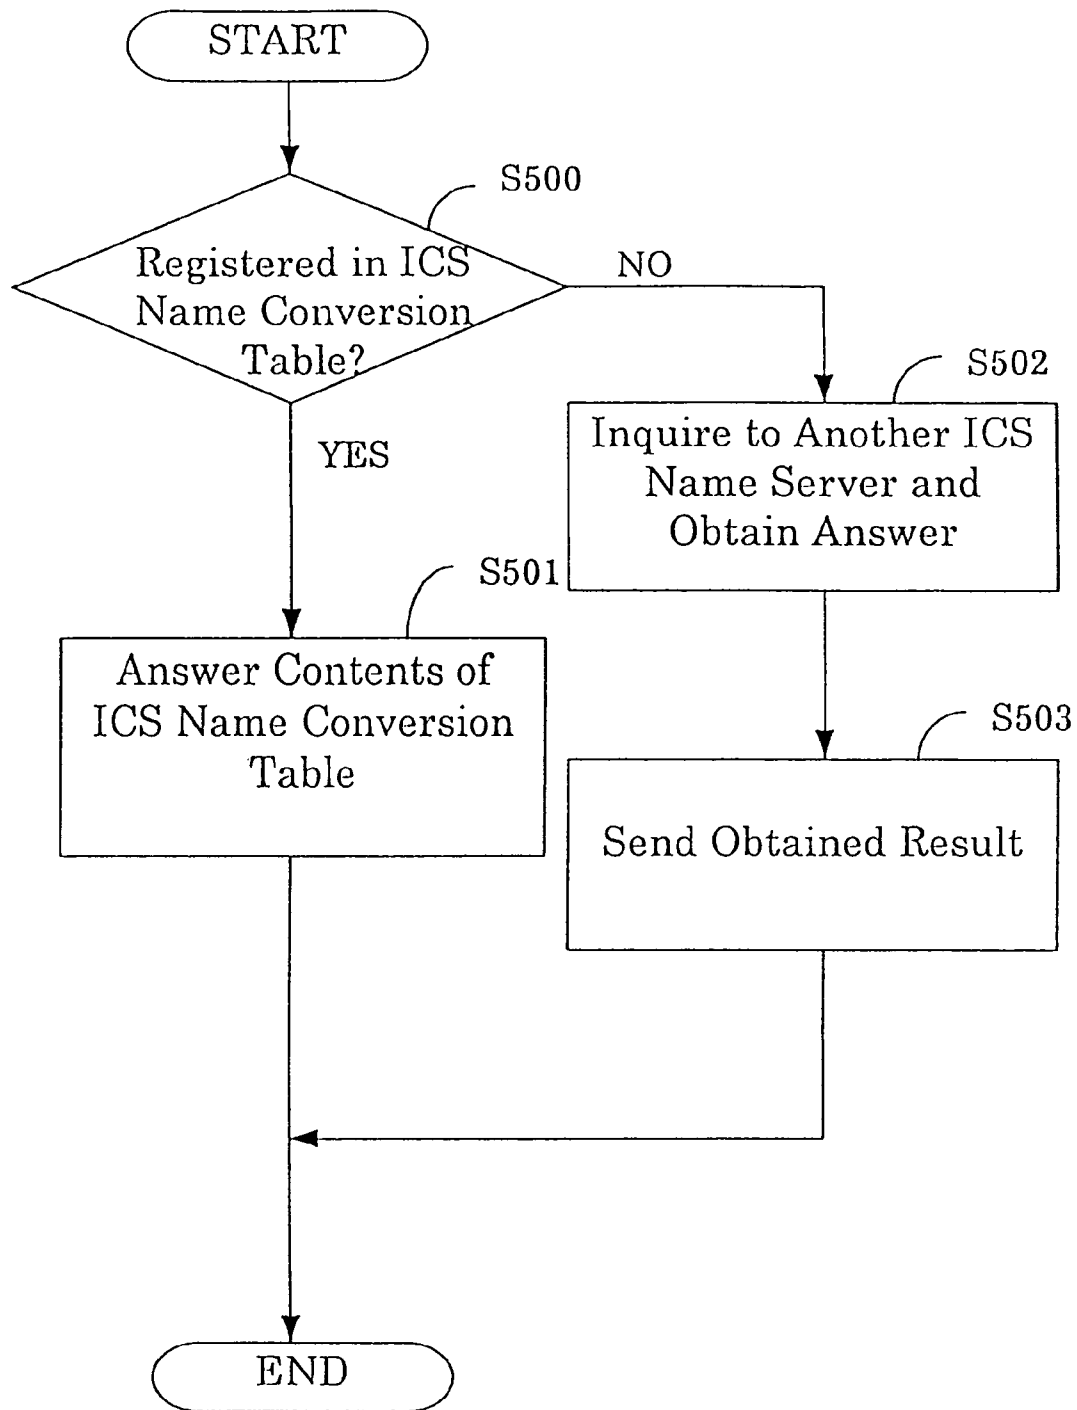 START
S500
Registered in ICS
Name Conversion
Table?
NO
YES
S502
Inquire to Another ICS
Name Server and
Obtain Answer
S501
Answer Contents of
ICS Name Conversion
Table
S503
Send Obtained Result
END